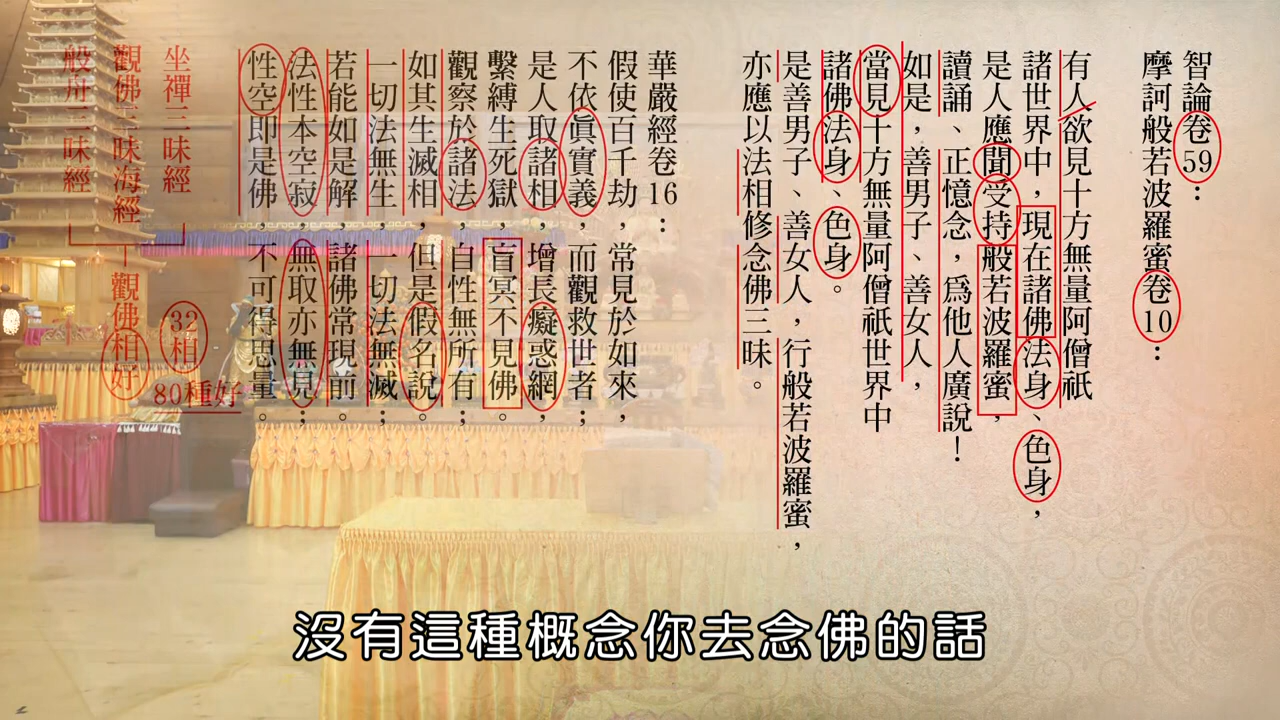 智論卷59：
摩訶般若波羅蜜卷10：
有人欲見十方無量阿僧祇
諸世界中，現在諸佛法身、色身，
是人應聞受持般若波羅蜜，
讀誦、正憶念，為他人廣說！
如是，善男子、善女人，
當見十方無量阿僧祇世界中
諸佛法身、色身。
是善男子、善女人，行般若波羅蜜，
亦應以法相修念佛三昧。
華嚴經卷16：
假使百千劫，常見於如來，
不依眞實義，而觀救世者；
是人取諸相，增長癡惑網，
繫縛生死獄，盲冥不見佛。
觀察於諸法，自性無所有；
如其生滅相，但是假名說。
一切法無生，一切法無滅；
若能如是解，諸佛常現前。
法性本空寂，無取亦無見；
性空即是佛，不可得思量。
坐禪三昧經
觀佛三昧海經—觀佛相好
般舟三昧經
32相
80種好
沒有這種概念你去念佛的話